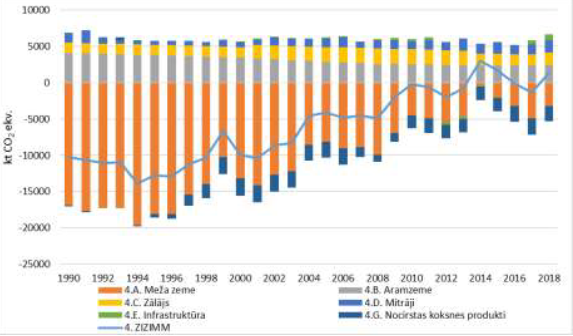 10000
5000
0
-5000
-10000
-15000
-20000
-25000
kt CO₂ ekv.
1990 1992 1994 1996 1998 2000 2002 2004 2006 2008 2010 2012 2014 2016 2018
4.A. Meža zeme 4.B. Aramzeme
4.C. Zālājs 4.D. Mitrāji
4.E. Infrastruktūra 4.G. Nocirstas koksnes produkti
4. ZIZIMM